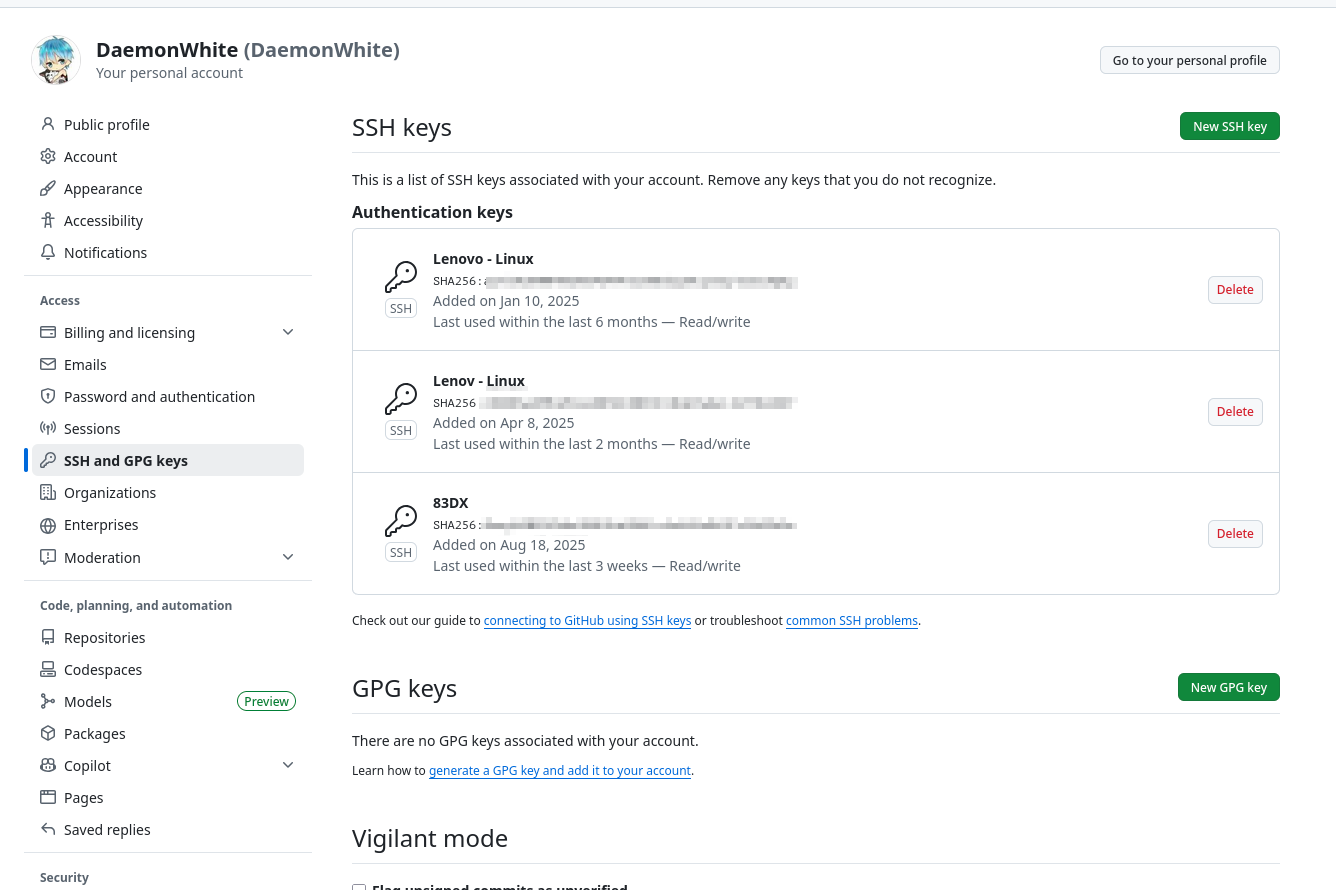 DaemonWhite (DaemonWhite)
Your personal account
Go to your personal profile
Public profile
Account
Appearance
Accessibility
Notifications
Access
Billing and licensing
Emails
Password and authentication
Sessions
SSH and GPG keys
Organizations
Enterprises
Moderation
Code, planning, and automation
Repositories
Codespaces
Models Preview
Packages
Copilot
Pages
Saved replies
Security
SSH keys
New SSH key
This is a list of SSH keys associated with your account. Remove any keys that you do not recognize.
Authentication keys
SSH
Lenovo - Linux
SHA256:
Added on Jan 10, 2025
Last used within the last 6 months — Read/write
Delete
SSH
Lenov - Linux
SHA256
Added on Apr 8, 2025
Last used within the last 2 months — Read/write
Delete
SSH
83DX
SHA256:
Added on Aug 18, 2025
Last used within the last 3 weeks — Read/write
Delete
Check out our guide to connecting to GitHub using SSH keys or troubleshoot common SSH problems.
GPG keys
New GPG key
There are no GPG keys associated with your account.
Learn how to generate a GPG key and add it to your account.
Vigilant mode
Flag unsigned commits as unverified